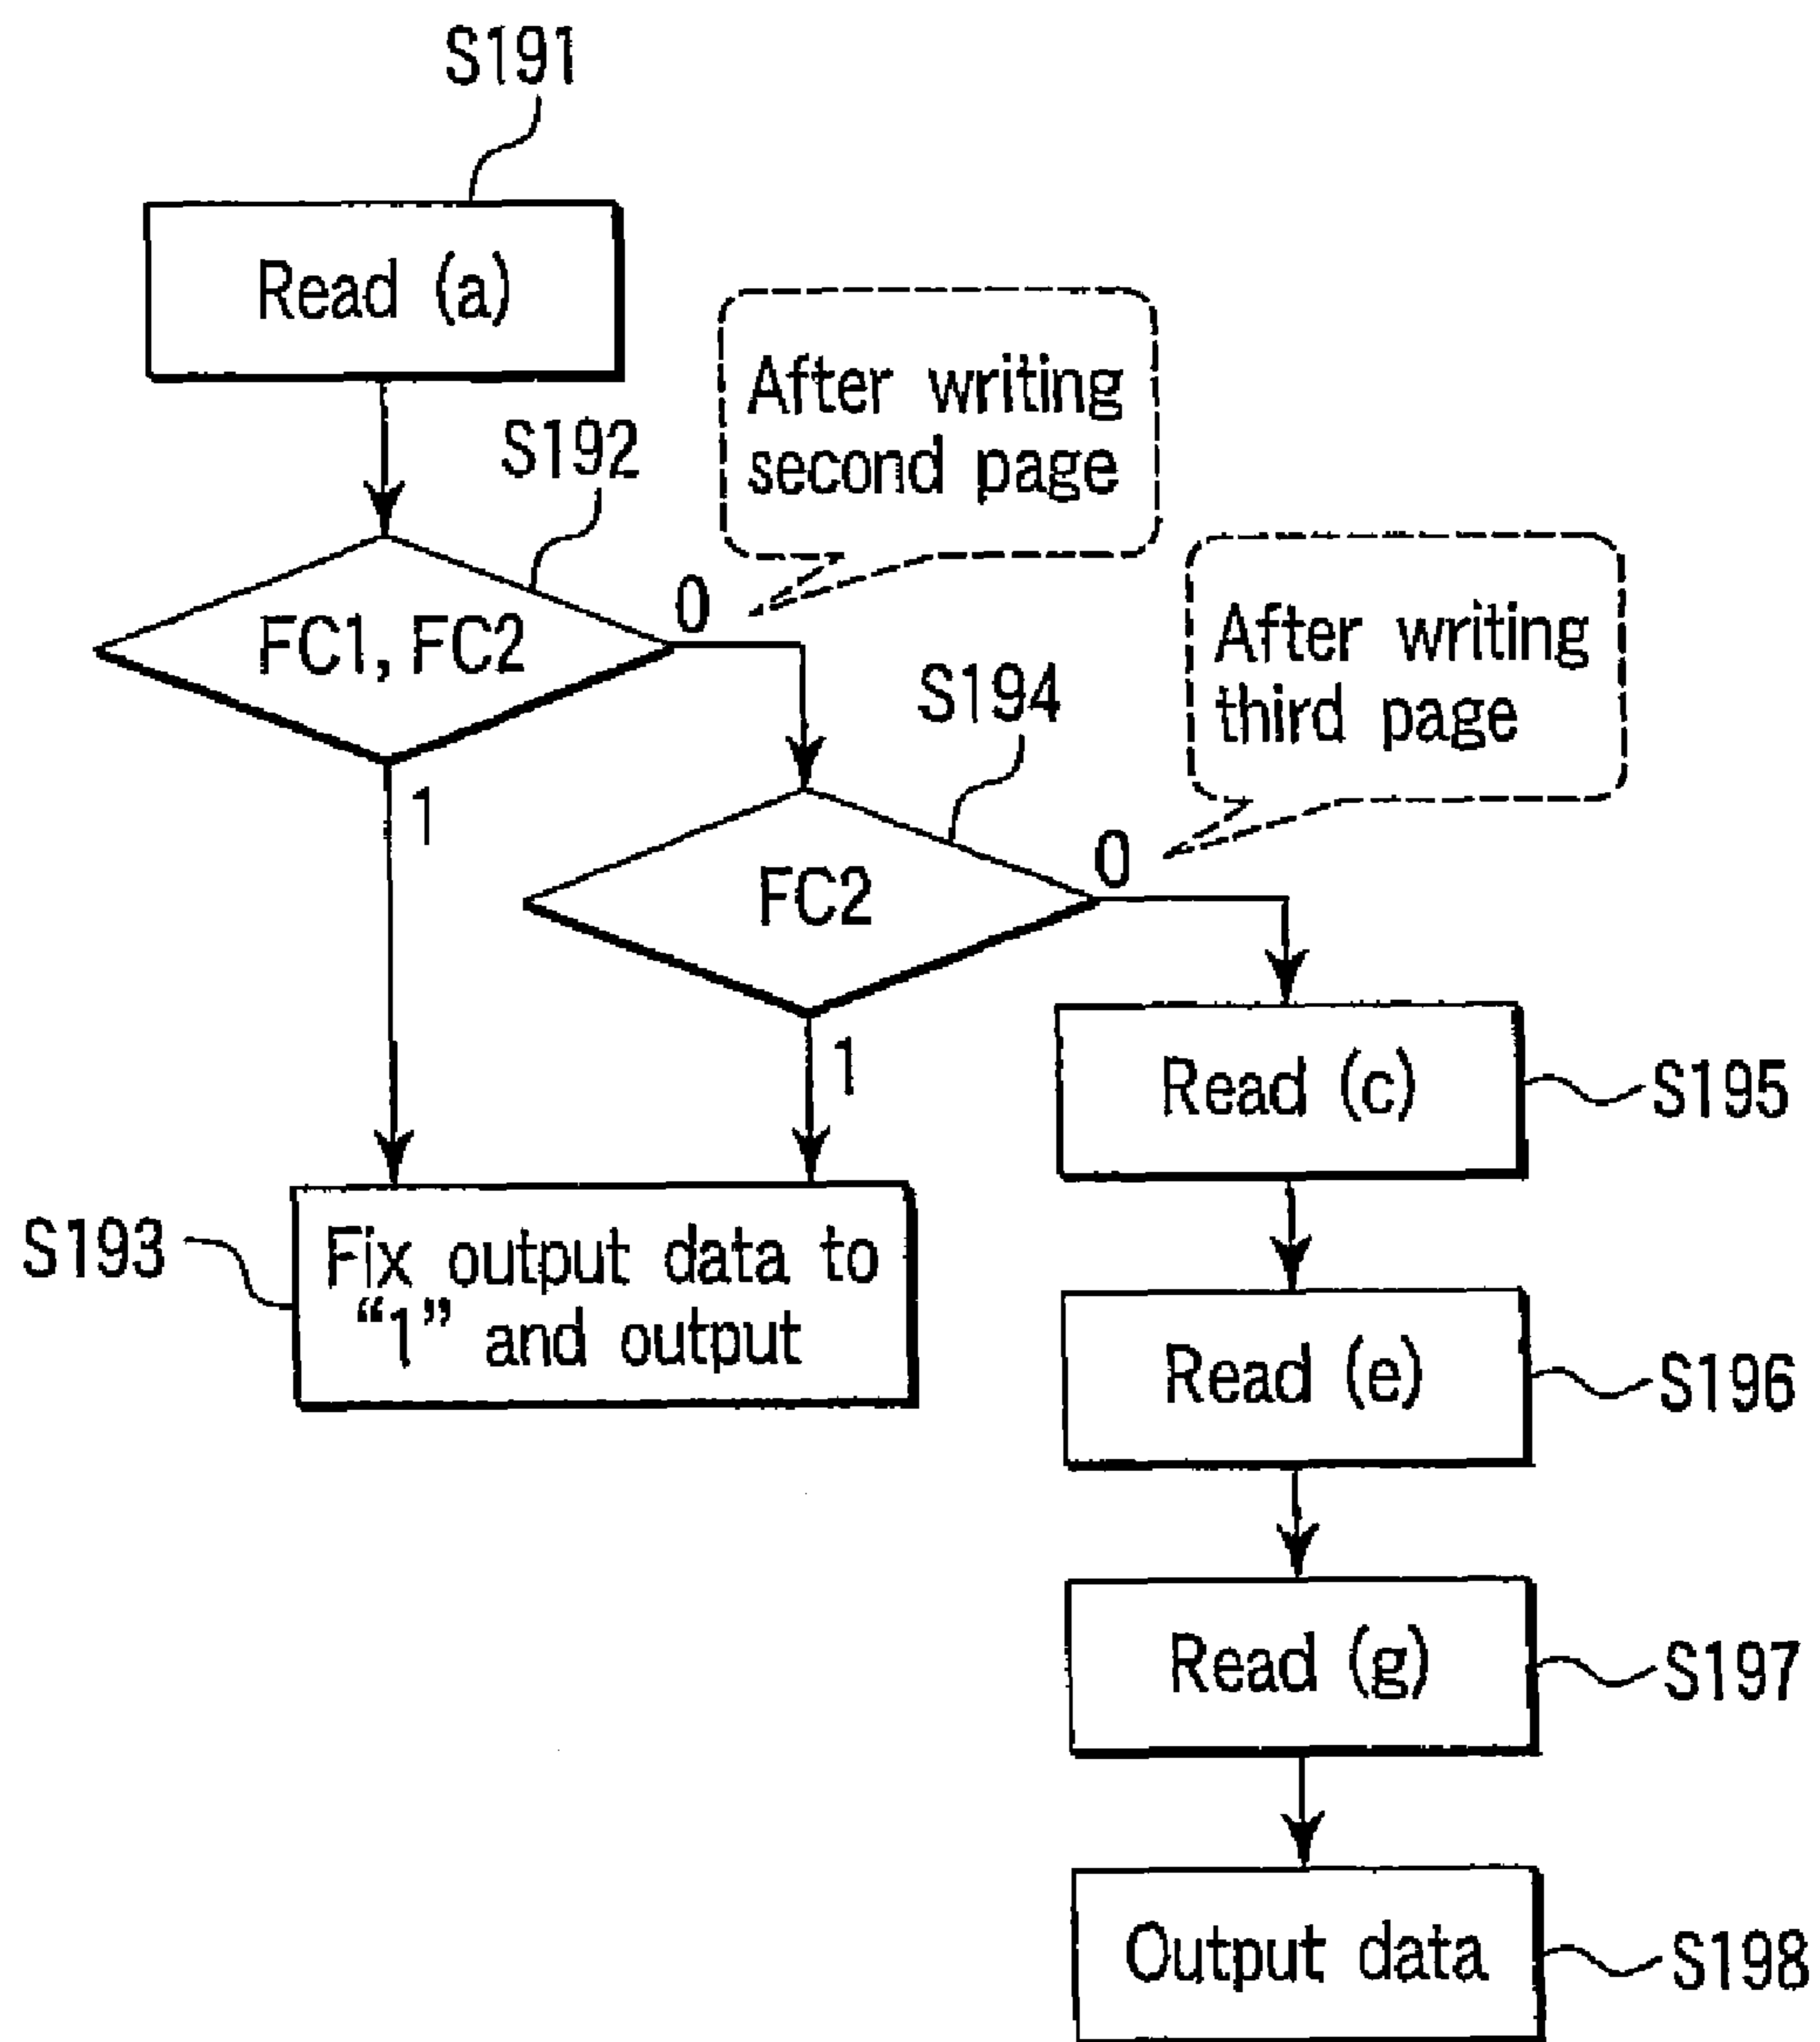 S191
Read (a)
After writing
second page
S192
0
FC1, FC2
After writing
third page
S194
1
0
FC2
Read (c)
S195
1
S193
Fix output data to
“1” and output
Read (e)
S196
Read (g)
S197
Output data
S198